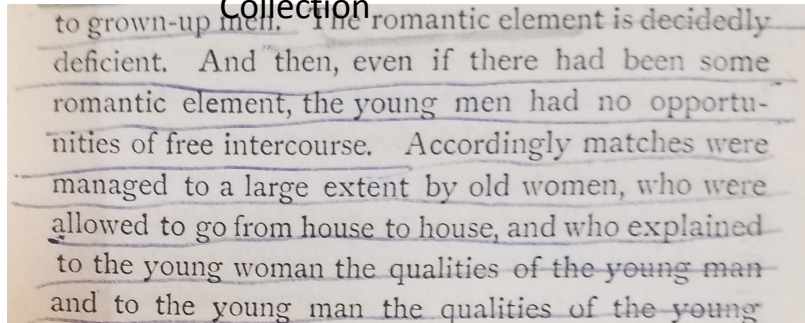 Collection
to grown-up men. The romantic element is decidedly
deficient. And then, even if there had been some
romantic element, the young men had no opportu-
nities of free intercourse. Accordingly matches were
managed to a large extent by old women, who were
allowed to go from house to house, and who explained
to the young woman the qualities of the young man
and to the young man the qualities of the young